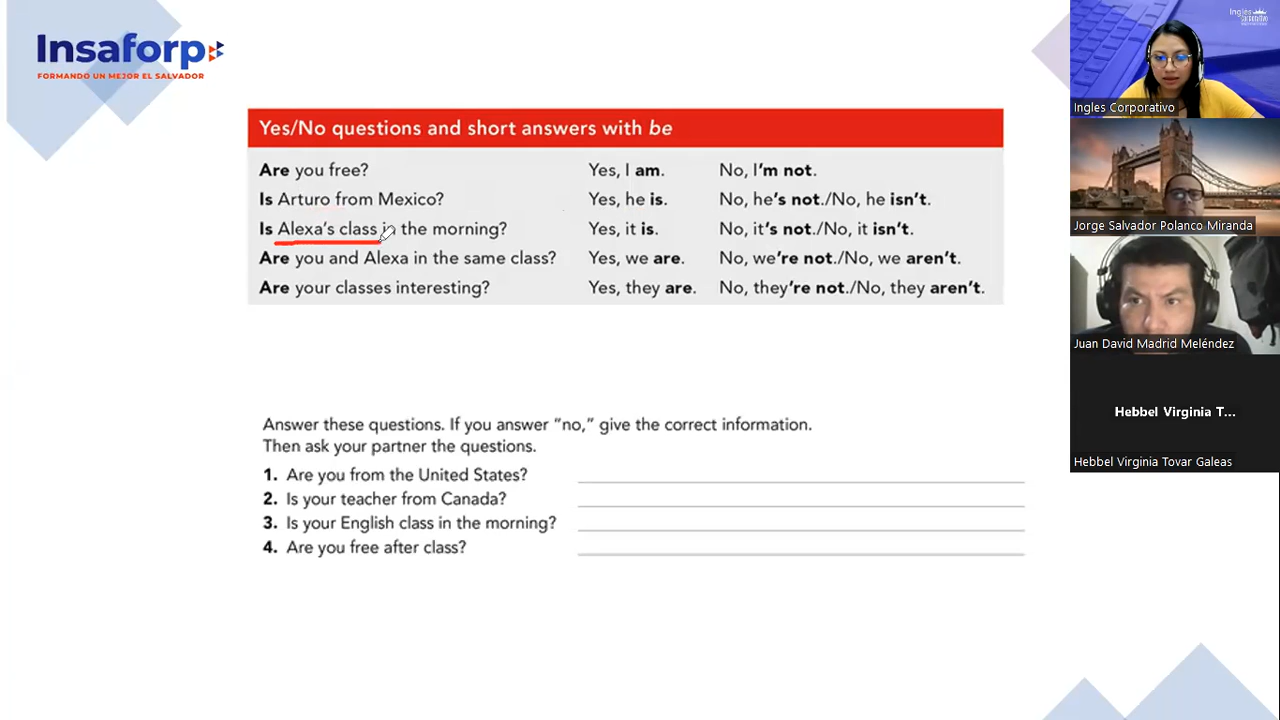 Insaforp
FORMANDO UN MEJOR EL SALVADOR
Yes/No questions and short answers with be
Are you free? Yes, I am. No, I'm not.
Is Arturo from Mexico? Yes, he is. No, he's not./No, he isn't.
Is Alexa's class in the morning? Yes, it is. No, it's not./No, it isn't.
Are you and Alexa in the same class? Yes, we are. No, we're not./No, we aren't.
Are your classes interesting? Yes, they are. No, they're not./No, they aren't.
Answer these questions. If you answer “no,” give the correct information.
Then ask your partner the questions.
1. Are you from the United States?
2. Is your teacher from Canada?
3. Is your English class in the morning?
4. Are you free after class?
Ingles
Corporativo
Ingles Corporativo
Jorge Salvador Polanco Miranda
Juan David Madrid Meléndez
Hebbel Virginia T...
Hebbel Virginia Tovar Galeas